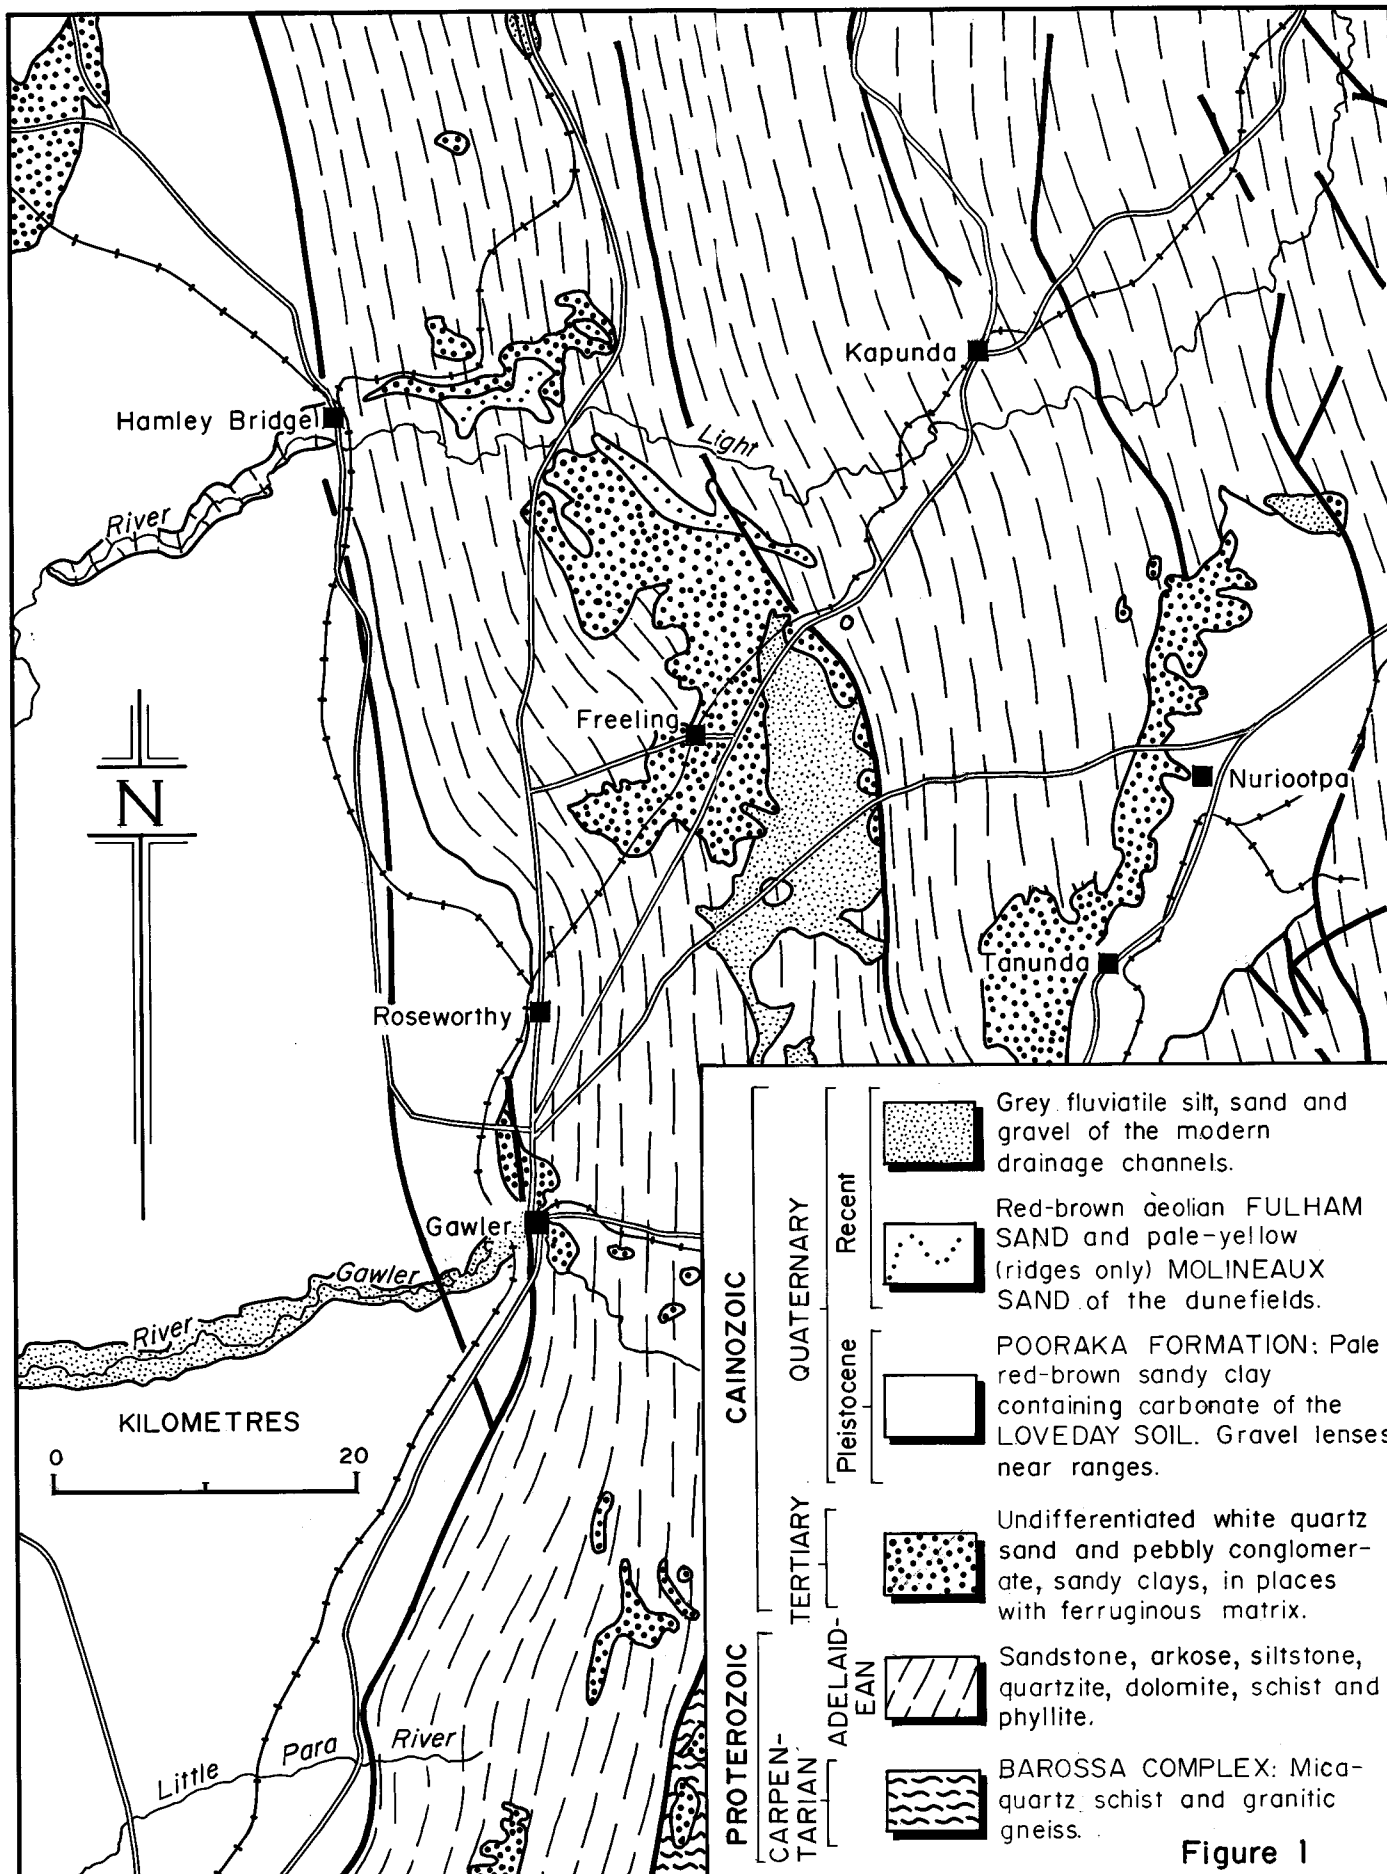 Kapunda
Hamley Bridge
Light
River
Freeling
Nuriootpa
N
Tanunda
Roseworthy
Gawler
Gawler
River
KILOMETRES
0 20
Little Para River
CAINOZOIC
QUATERNARY
Recent
Grey fluviatile silt, sand and
gravel of the modern
drainage channels.
Red-brown aeolian FULHAM
SAND and pale-yellow
(ridges only) MOLINEAUX
SAND of the dunefields.
Pleistocene
POORAKA FORMATION: Pale
red-brown sandy clay
containing carbonate of the
LOVEDAY SOIL. Gravel lenses
near ranges.
TERTIARY
Undifferentiated white quartz
sand and pebbly conglomer-
ate, sandy clays, in places
with ferruginous matrix.
PROTEROZOIC
ADELAID-
EAN
Sandstone, arkose, siltstone,
quartzite, dolomite, schist and
phyllite.
CARPEN-
TARIAN
BAROSSA COMPLEX: Mica-
quartz schist and granitic
gneiss.
Figure 1